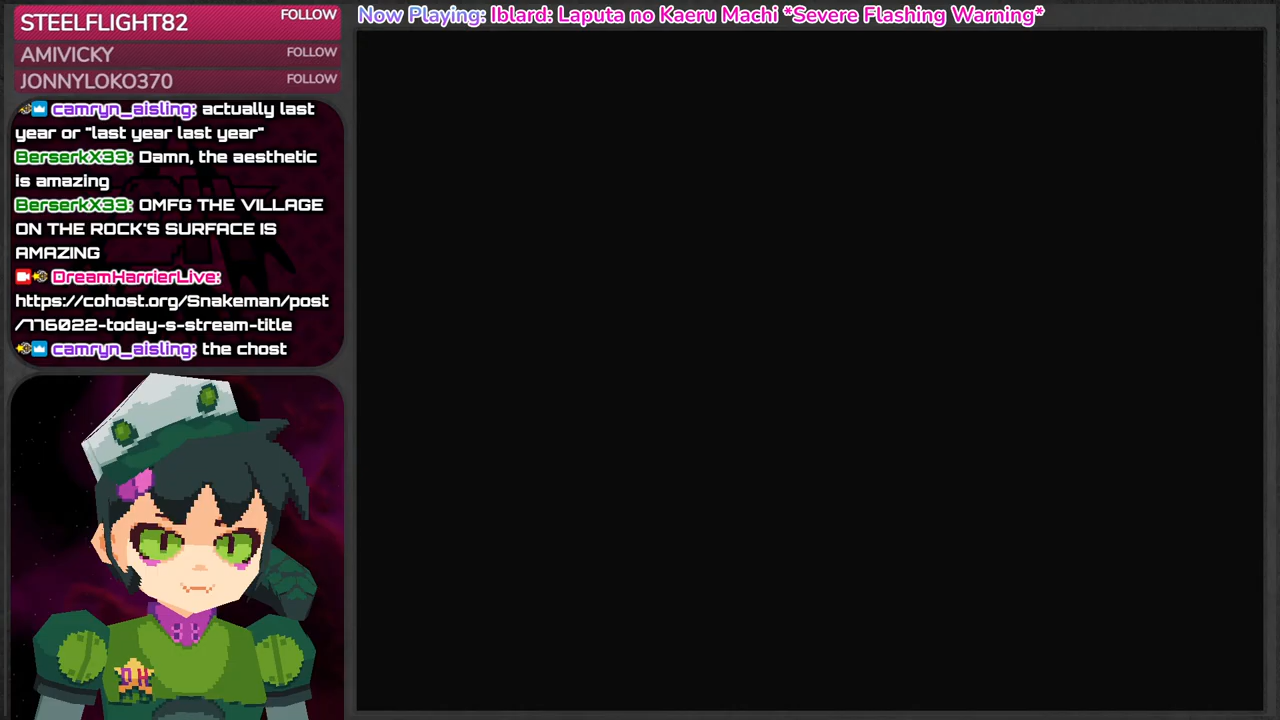 STEELFLIGHT82 FOLLOW
AMIVICKY FOLLOW
JONNYLOKO370 FOLLOW
Now Playing: Iblard: Laputa no Kaeru Machi *Severe Flashing Warning*
camryn_aisling: actually last
year or "last year last year"
BerserkX33: Damn, the aesthetic
is amazing
BerserkX33: OMFG THE VILLAGE
ON THE ROCK'S SURFACE IS
AMAZING
DreamHarrierLive:
https://cohost.org/Snakeman/post
/776022-today-s-stream-title
camryn_aisling: the chost
DH